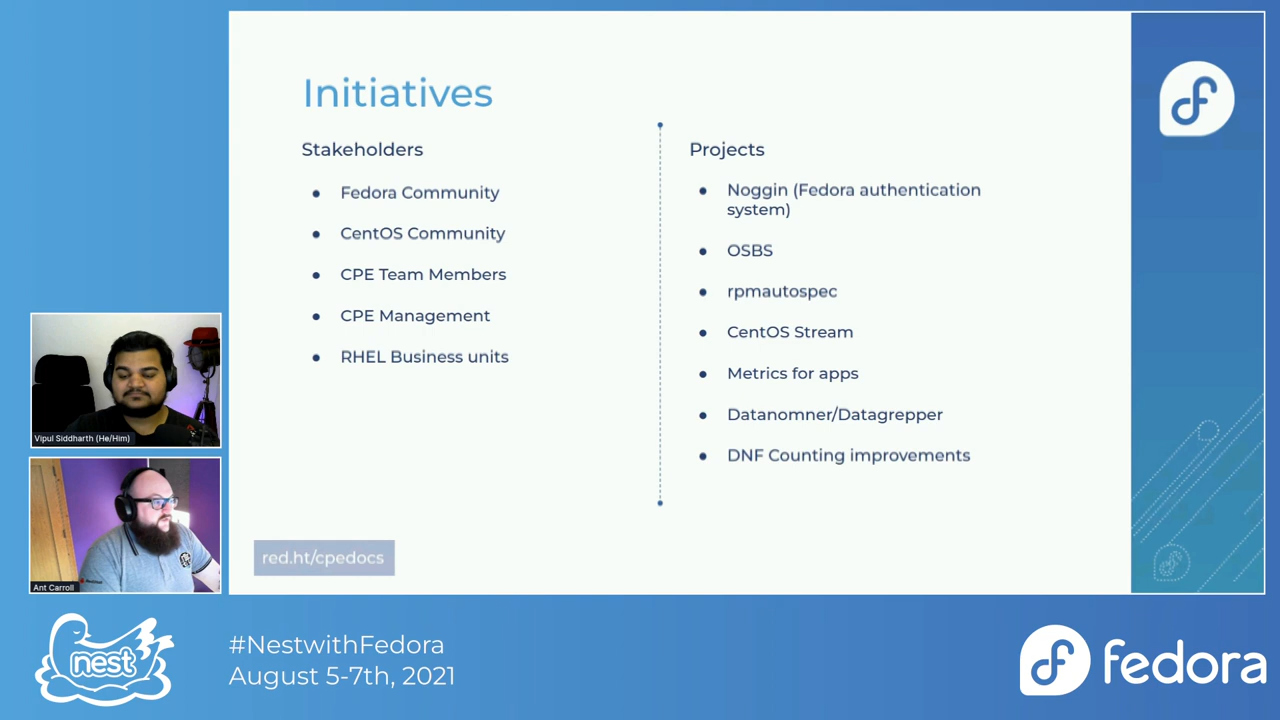 Initiatives
Stakeholders
Fedora Community
CentOS Community
CPE Team Members
CPE Management
RHEL Business units
Projects
Noggin (Fedora authentication
system)
OSBS
rpmautospec
CentOS Stream
Metrics for apps
Datanomner/Datagrepper
DNF Counting improvements
red.ht/cpedocs
Vipul Siddharth (He/Him)
Ant Carroll
nest
#NestwithFedora
August 5-7th, 2021
fedora